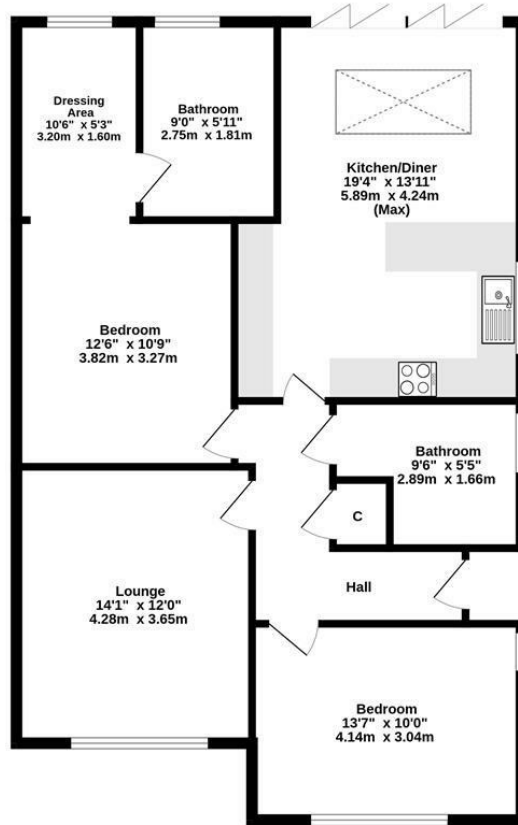 Dressing
Area
10'6" x 5'3"
3.20m x 1.60m
Bathroom
9'0" x 5'11"
2.75m x 1.81m
Kitchen/Diner
19'4" x 13'11"
5.89m x 4.24m
(Max)
Bedroom
12'6" x 10'9"
3.82m x 3.27m
Bathroom
9'6" x 5'5"
2.89m x 1.66m
C
Hall
Lounge
14'1" x 12'0"
4.28m x 3.65m
Bedroom
13'7" x 10'0"
4.14m x 3.04m